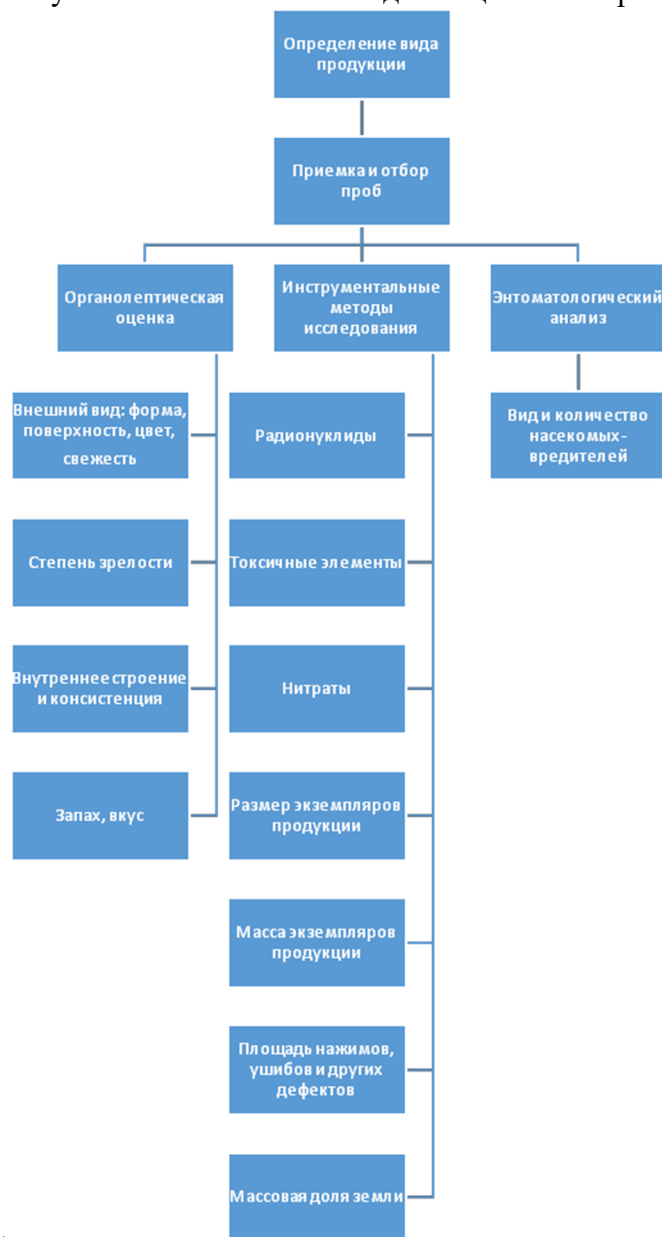 Определение вида
продукции
Приемка и отбор
проб
Органолептическая
оценка
Инструментальные
методы
исследования
Энтоматологический
анализ
Внешний вид: форма,
поверхность, цвет,
свежесть
Степень зрелости
Внутреннее строение
и консистенция
Запах, вкус
Радионуклиды
Токсичные элементы
Нитраты
Размер экземпляров
продукции
Масса экземпляров
продукции
Площадь нажимов,
ушибов и других
дефектов
Массовая доля земли
Вид и количество
насекомых-
вредителей